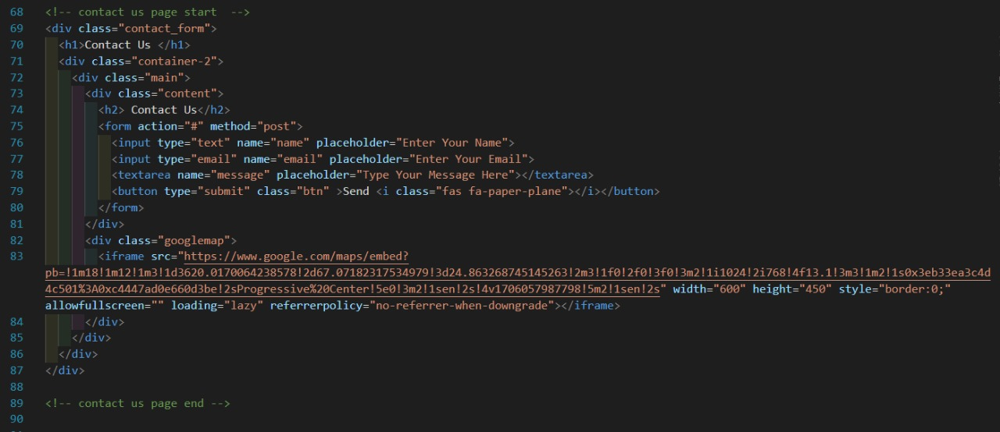 68 <!-- contact us page start  -->
69 <div class="contact_form">
70   <h1>Contact Us </h1>
71   <div class="container-2">
72     <div class="main">
73       <div class="content">
74         <h2> Contact Us</h2>
75         <form action="#" method="post">
76           <input type="text" name="name" placeholder="Enter Your Name">
77           <input type="email" name="email" placeholder="Enter Your Email">
78           <textarea name="message" placeholder="Type Your Message Here"></textarea>
79           <button type="submit" class="btn" >Send <i class="fas fa-paper-plane"></i></button>
80         </form>
81       </div>
82       <div class="googlemap">
83         <iframe src="https://www.google.com/maps/embed?
pb=!1m18!1m12!1m3!1d3620.0170064238578!2d67.07182317534979!3d24.863268745145263!2m3!1f0!2f0!3f0!3m2!1i1024!2i768!4f13.1!3m3!1m2!1s0x3eb33ea3c4d
4c501%3A0xc4447ad0e660d3be!2sProgressive%20Center!5e0!3m2!1sen!2s!4v1706057987798!5m2!1sen!2s" width="600" height="450" style="border:0;"
allowfullscreen="" loading="lazy" referrerpolicy="no-referrer-when-downgrade"></iframe>
84       </div>
85     </div>
86   </div>
87 </div>
88
89 <!-- contact us page end -->
90